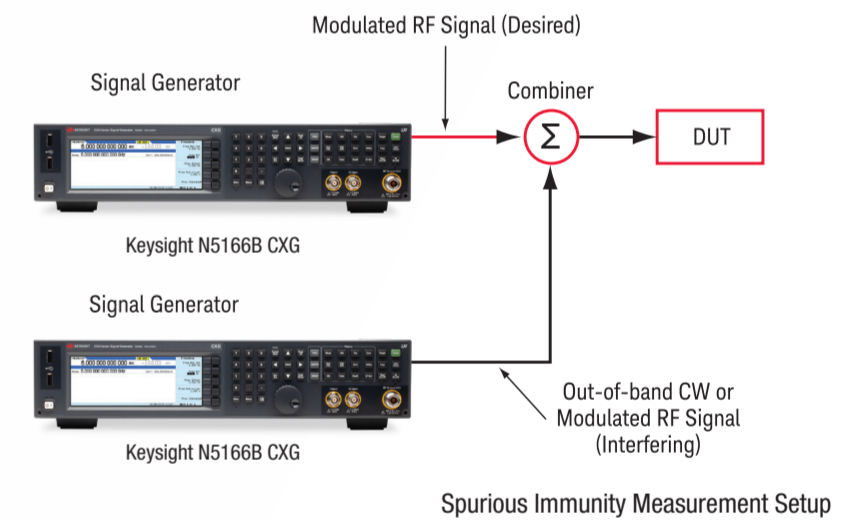 Modulated RF Signal (Desired)
Signal Generator
Combiner
Σ
DUT
Keysight N5166B CXG
Signal Generator
Keysight N5166B CXG
Out-of-band CW or
Modulated RF Signal
(Interfering)
Spurious Immunity Measurement Setup